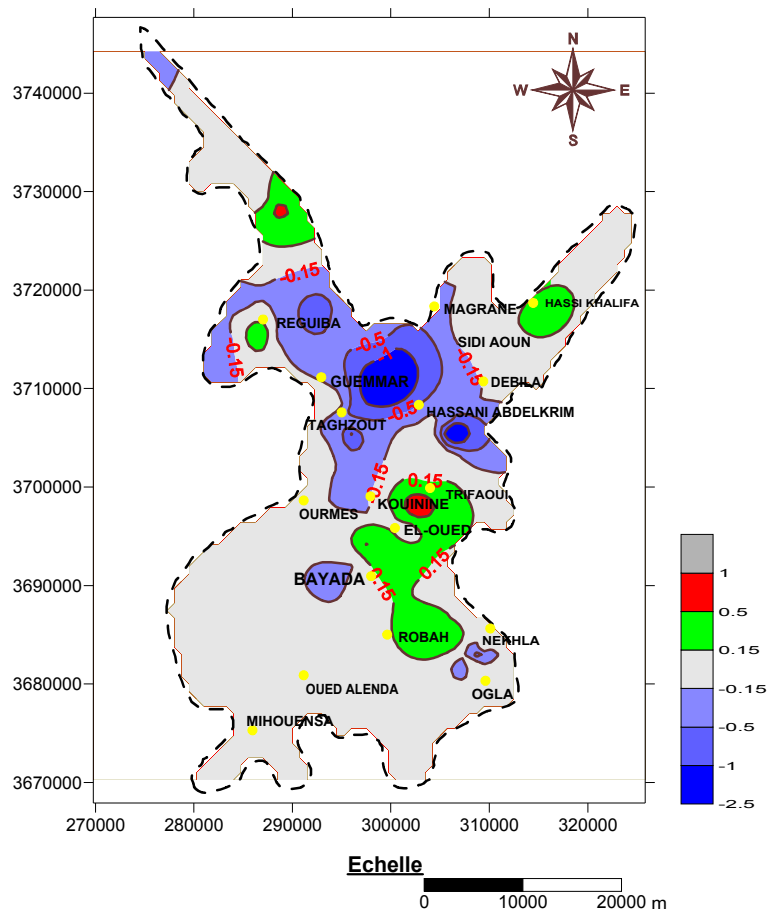 N
W E
S
3740000
3730000
3720000
3710000
3700000
3690000
3680000
3670000
-0.15
MAGRANE
HASSI KHALIFA
REGUIBA
-0.5
-1
SIDI AOUN
-0.15
-0.15
GUEMMAR
DEBILA
TAGHZOUT
-0.5
HASSANI ABDELKRIM
-0.15
0.15
TRIFAOUI
KOUININE
OURMES
EL-OUED
BAYADA
0.15
0.15
ROBAH
NEKHLA
OUED ALENDA
OGLA
MIHOUENSA
1
0.5
0.15
-0.15
-0.5
-1
-2.5
270000 280000 290000 300000 310000 320000
Echelle
0 10000 20000 m